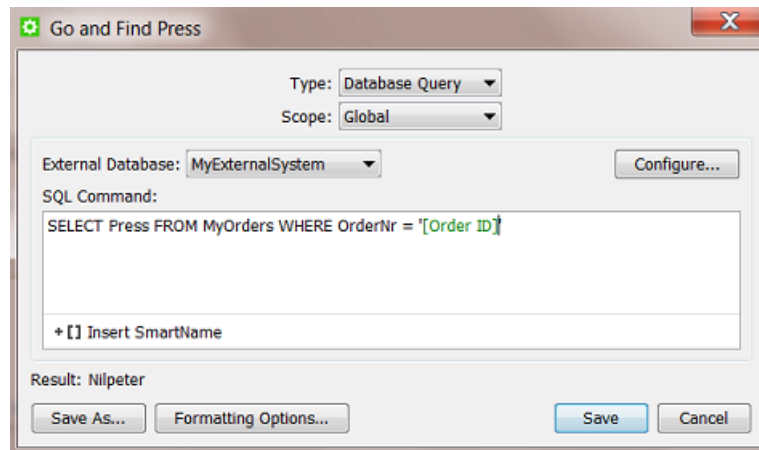 Go and Find Press
X
Type: Database Query
Scope: Global
External Database: MyExternalSystem Configure...
SQL Command:
SELECT Press FROM MyOrders WHERE OrderNr = '[Order ID]'
+[] Insert SmartName
Result: Nilpeter
Save As... Formatting Options... Save Cancel